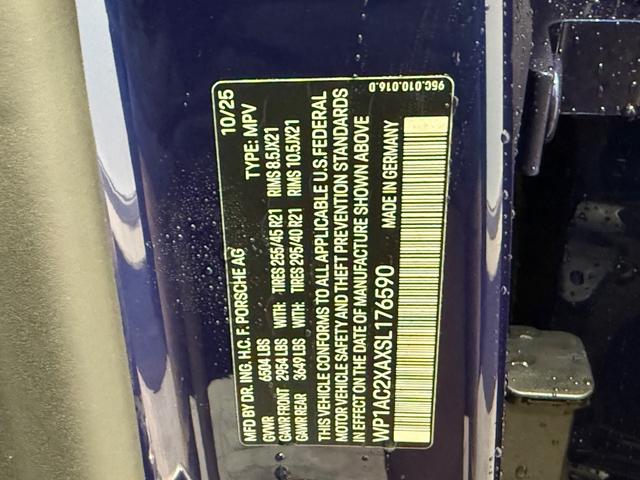 MFD BY DR. ING. H.C. F. PORSCHE AG 10/25
TYPE: MPV
GVWR 6504 LBS
GAWR FRONT 2954 LBS WITH: TIRES 255/45 R21 RIMS 8.5JX21
GAWR REAR 3649 LBS WITH: TIRES 295/40 R21 RIMS 10.5JX21
THIS VEHICLE CONFORMS TO ALL APPLICABLE U.S. FEDERAL
MOTOR VEHICLE SAFETY AND THEFT PREVENTION STANDARDS
IN EFFECT ON THE DATE OF MANUFACTURE SHOWN ABOVE
WP1AC2XAXSL176590 MADE IN GERMANY
95C.010.016.D